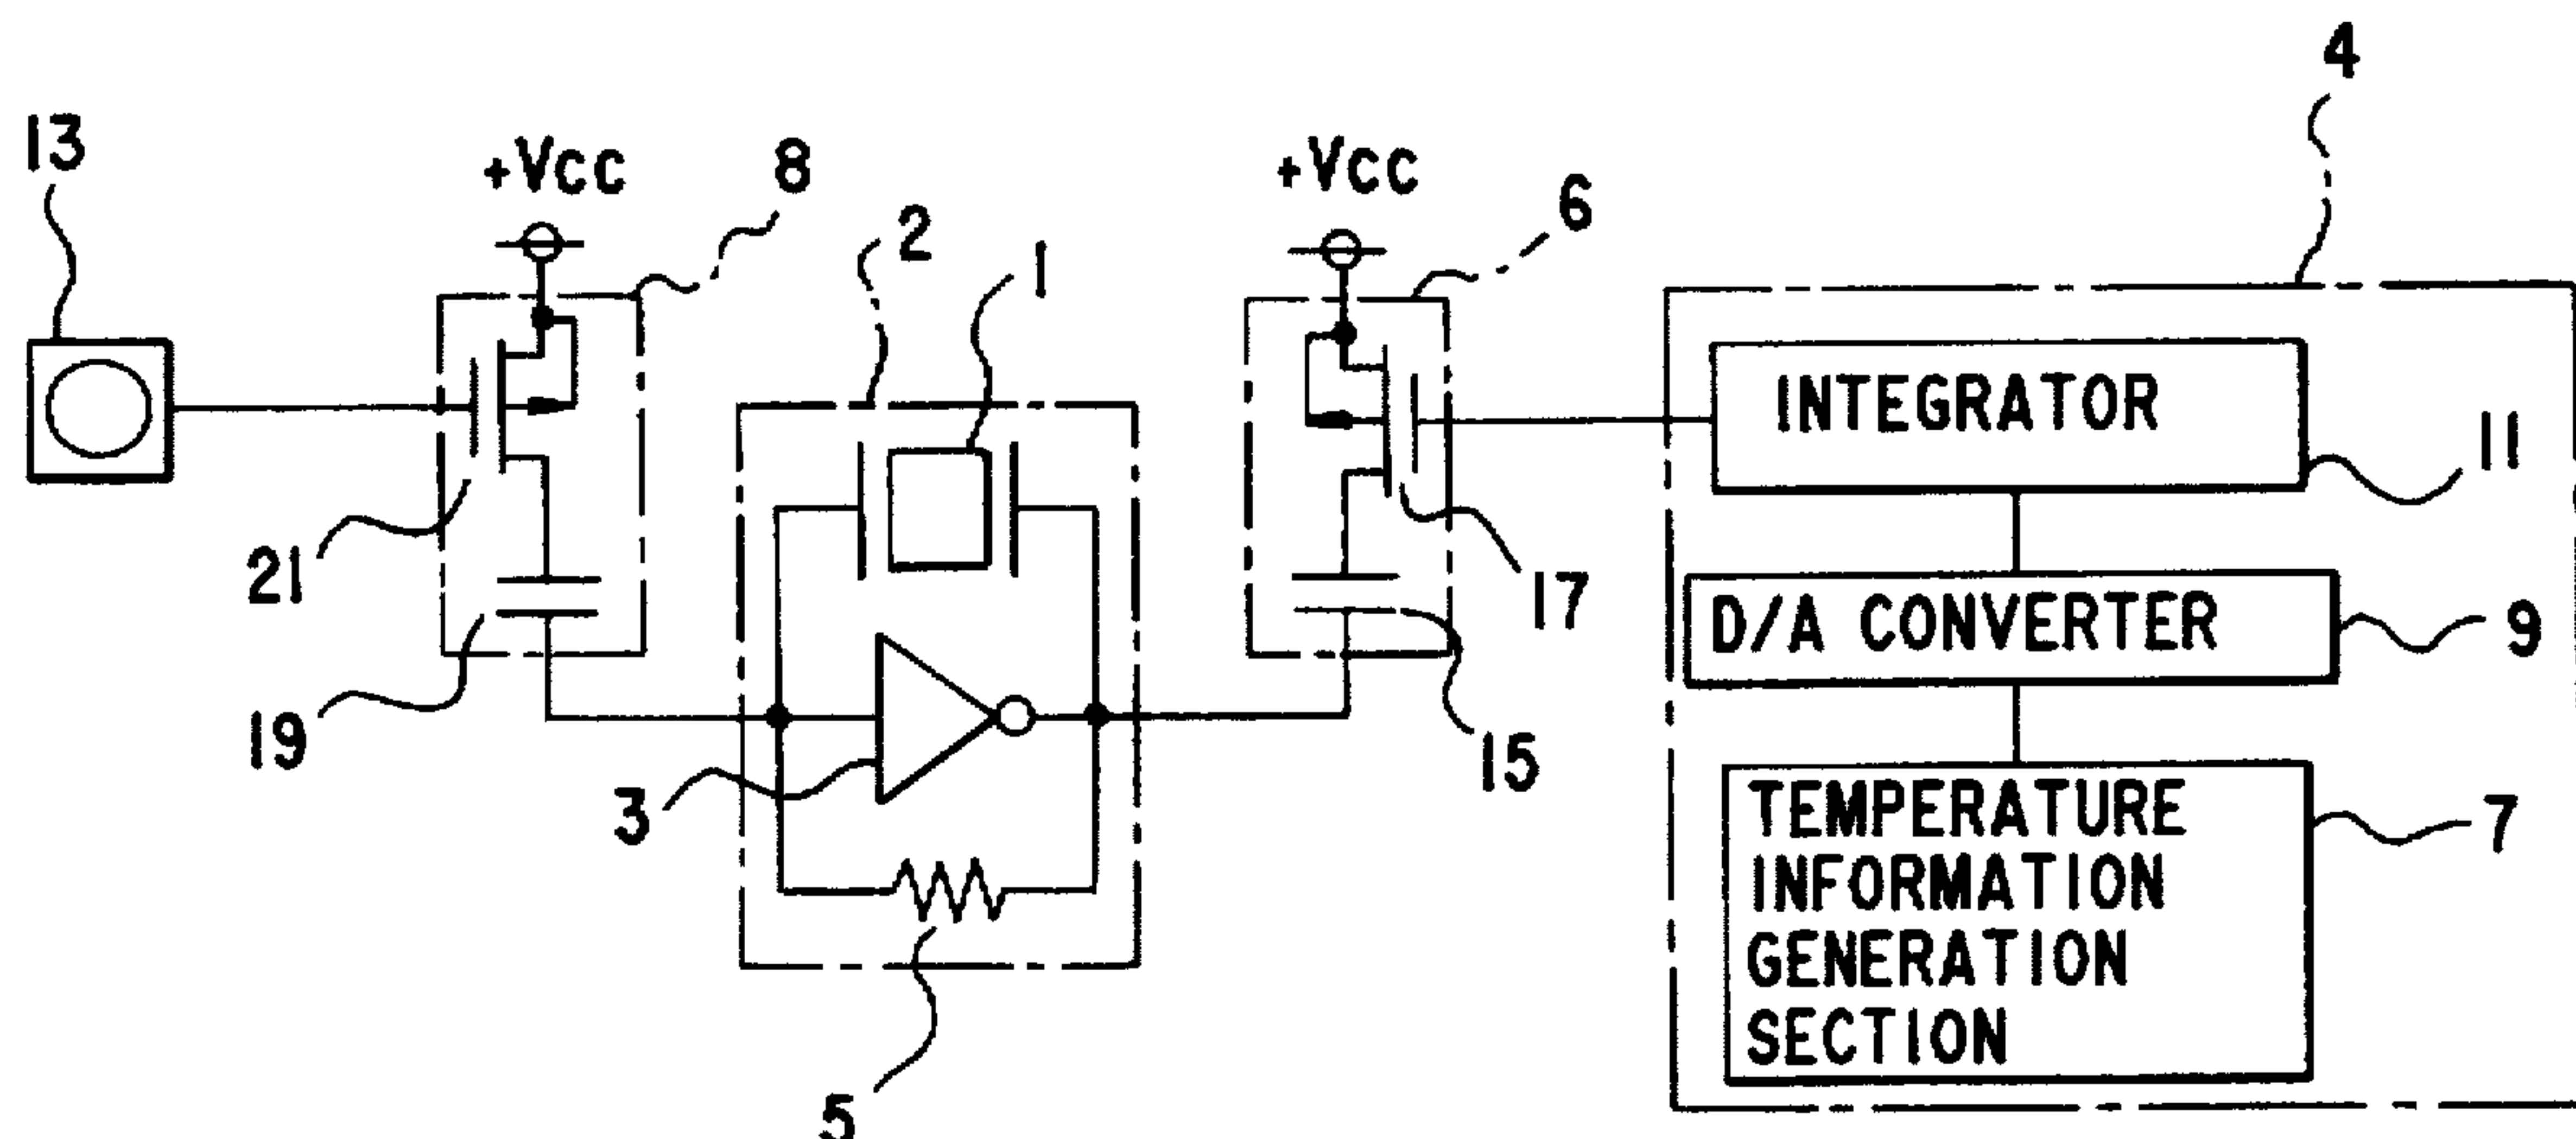 4
13
+VCC
8
2
1
+VCC
6
INTEGRATOR
11
21
17
D/A CONVERTER
9
19
3
15
TEMPERATURE
INFORMATION
GENERATION
SECTION
7
5